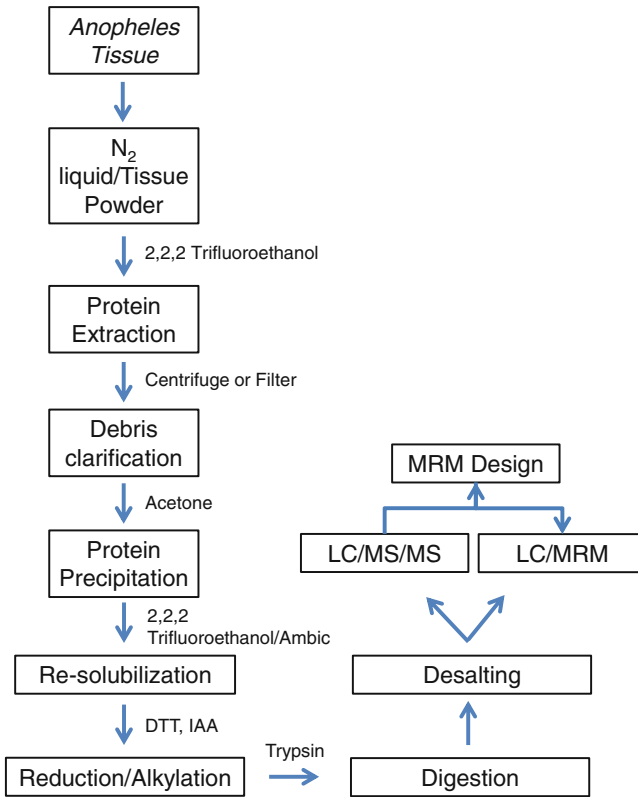 Anopheles
Tissue
N2
liquid/Tissue
Powder
2,2,2 Trifluoroethanol
Protein
Extraction
Centrifuge or Filter
Debris
clarification
Acetone
Protein
Precipitation
2,2,2
Trifluoroethanol/Ambic
Re-solubilization
DTT, IAA
Reduction/Alkylation
Trypsin
Digestion
Desalting
LC/MS/MS
LC/MRM
MRM Design